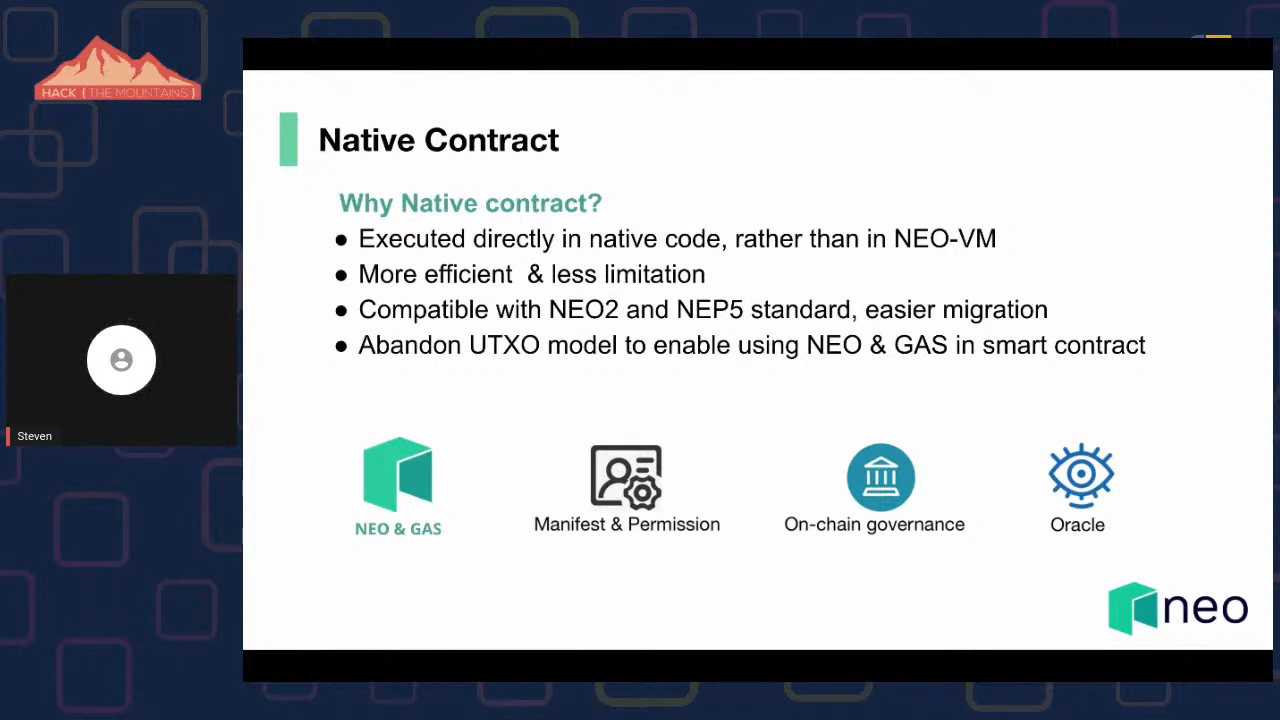 HACK {THE MOUNTAINS}
Native Contract
Why Native contract?
● Executed directly in native code, rather than in NEO-VM
● More efficient & less limitation
● Compatible with NEO2 and NEP5 standard, easier migration
● Abandon UTXO model to enable using NEO & GAS in smart contract
Steven
NEO & GAS
Manifest & Permission
On-chain governance
Oracle
neo